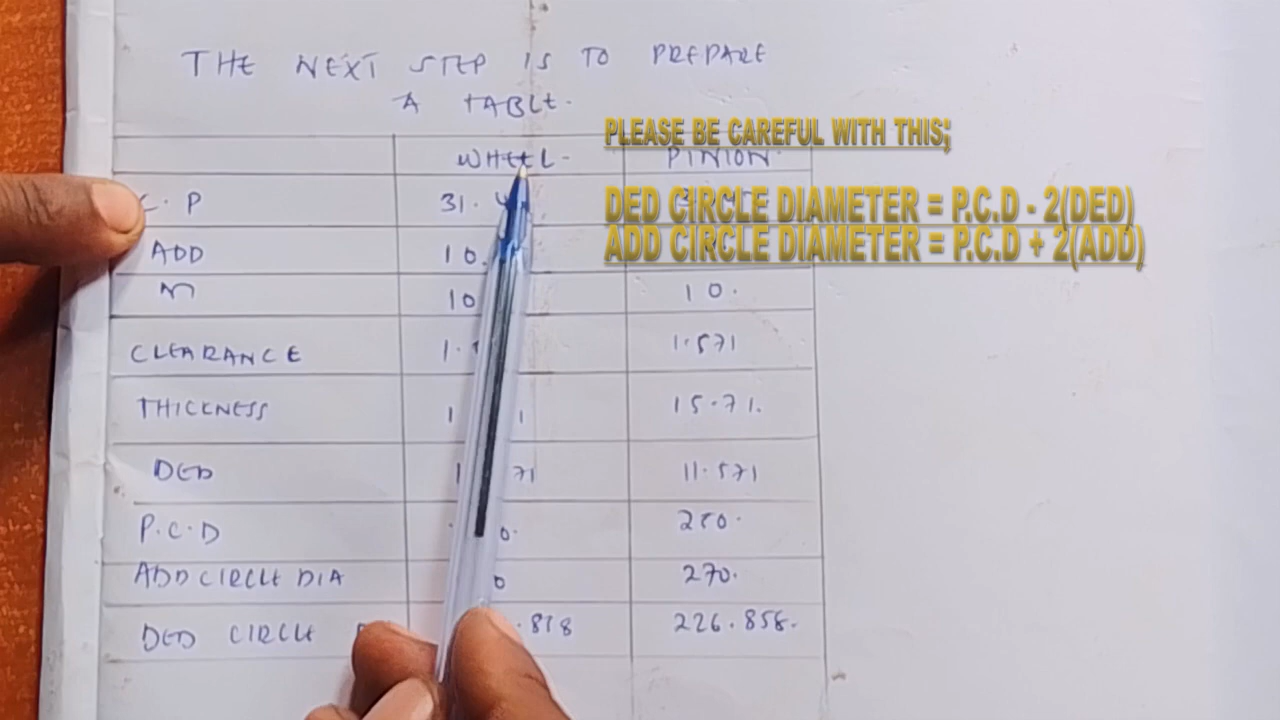 THE NEXT STEP IS TO PREPARE
A TABLE.
PLEASE BE CAREFUL WITH THIS;
WHEEL- PINION.
DED CIRCLE DIAMETER = P.C.D - 2(DED)
C.P 31.4
ADD CIRCLE DIAMETER = P.C.D + 2(ADD)
ADD 10.
M 10 10.
CLEARANCE 1.571
THICKNESS 15.71.
DED 11.571
P.C.D 250.
ADD CIRCLE DIA 270.
DED CIRCLE .858 226.858.